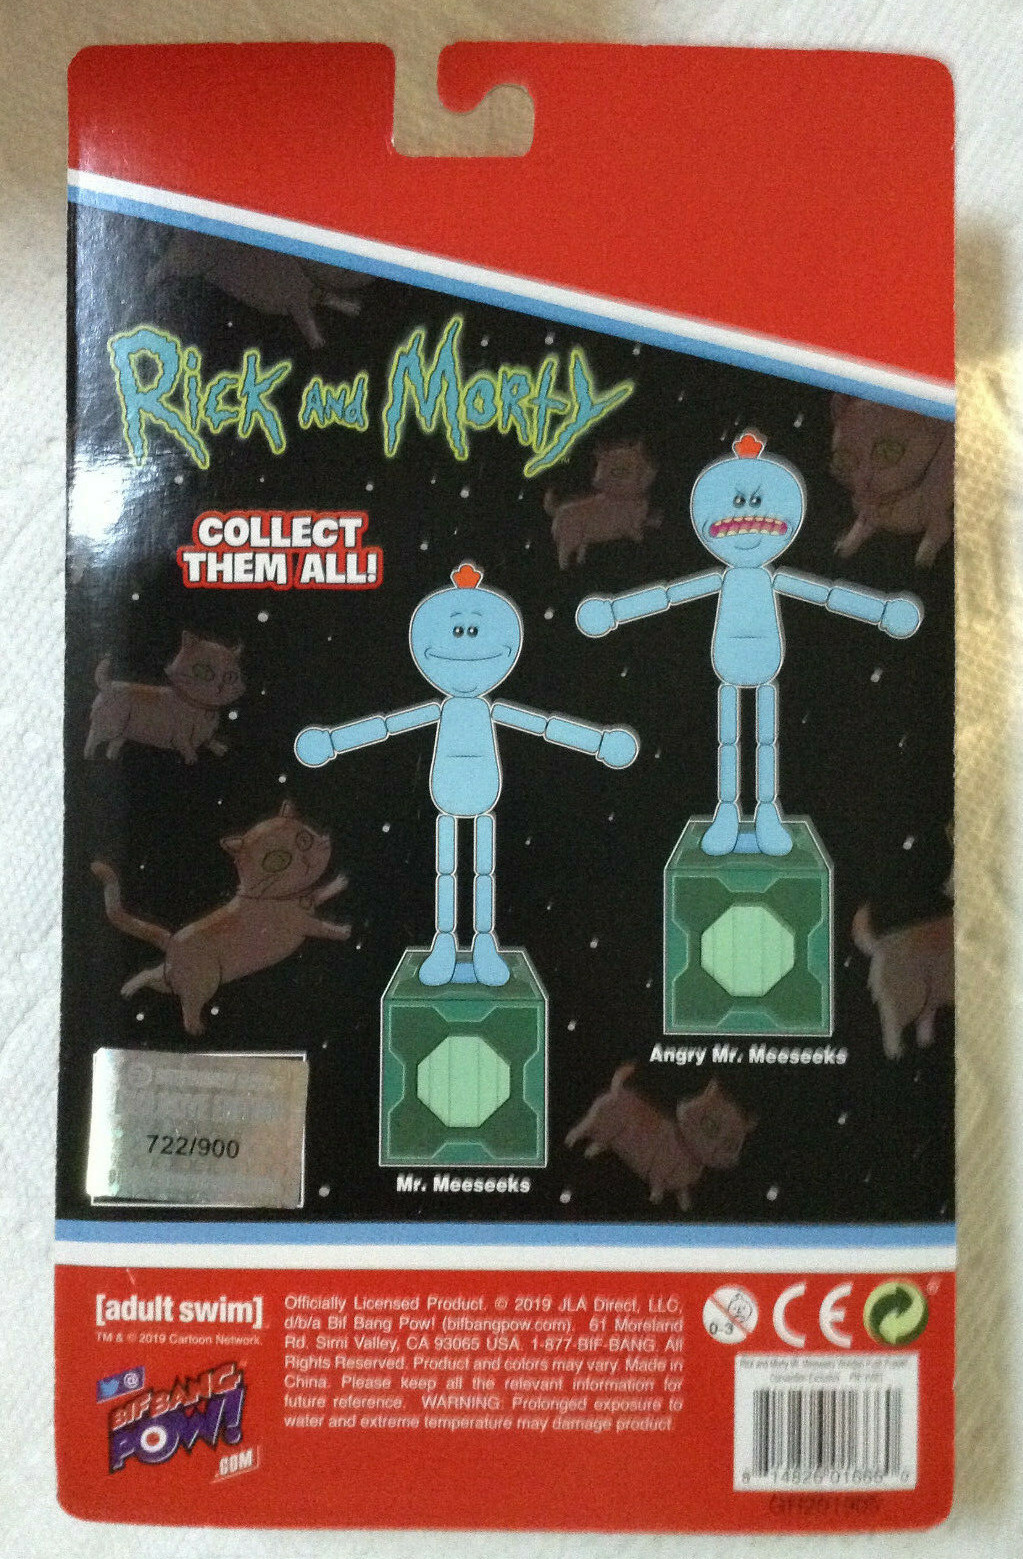 Rick and Morty
COLLECT
THEM ALL!
Angry Mr. Meeseeks
Mr. Meeseeks
722/900
[adult swim]
TM & © 2019 Cartoon Network.
BIF BANG
POW!
.COM
Officially Licensed Product. © 2019 JLA Direct, LLC,
d/b/a Bif Bang Pow! (bifbangpow.com). 61 Moreland
Rd. Simi Valley, CA 93065 USA. 1-877-BIF-BANG. All
Rights Reserved. Product and colors may vary. Made in
China. Please keep all the relevant information for
future reference. WARNING: Prolonged exposure to
water and extreme temperature may damage product.
0-3
CE
8 14826 01666 0